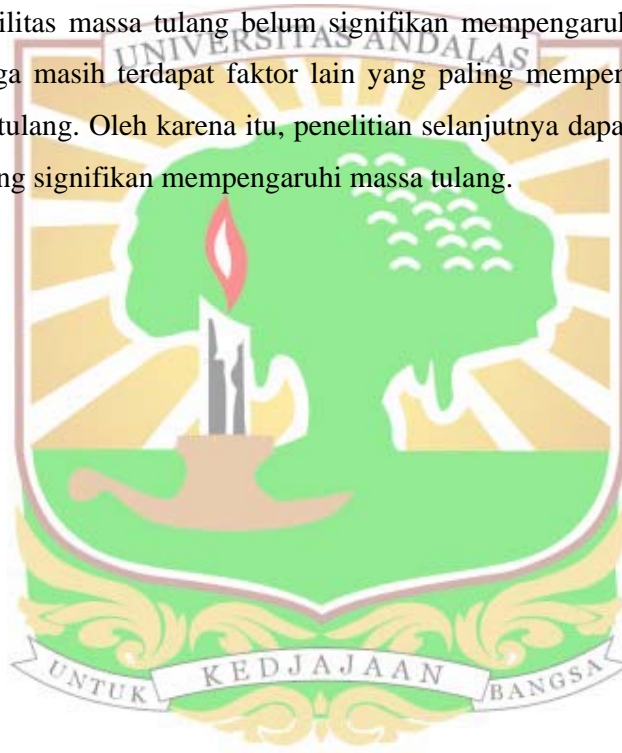 ilitas massa tulang belum signifikan mempengaruh
UNIVERSITAS ANDALAS
ga masih terdapat faktor lain yang paling mempen
tulang. Oleh karena itu, penelitian selanjutnya dapa
ng signifikan mempengaruhi massa tulang.
UNTUK KEDJAJAAN BANGSA